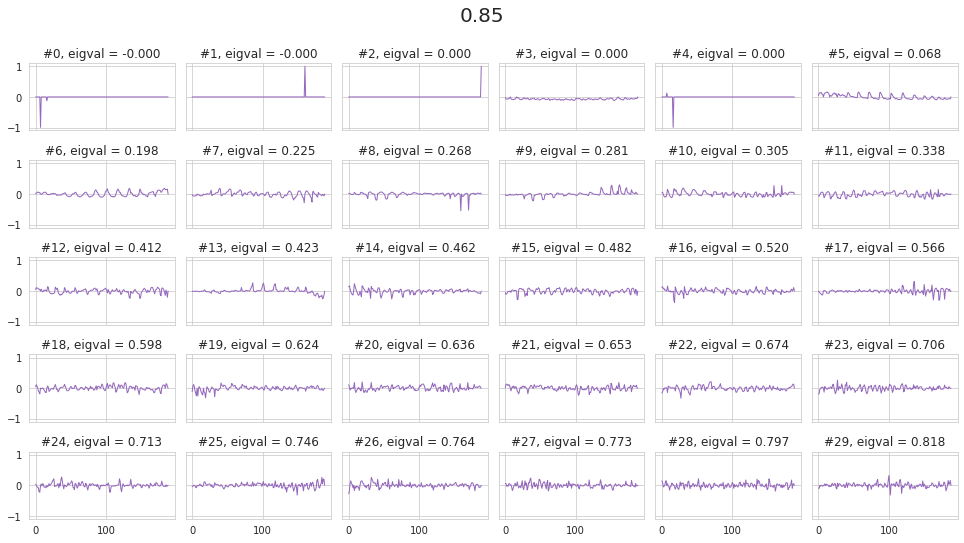 0.85
#0, eigval = -0.000 #1, eigval = -0.000 #2, eigval = 0.000 #3, eigval = 0.000 #4, eigval = 0.000 #5, eigval = 0.068
1
0
−1
#6, eigval = 0.198 #7, eigval = 0.225 #8, eigval = 0.268 #9, eigval = 0.281 #10, eigval = 0.305 #11, eigval = 0.338
1
0
−1
#12, eigval = 0.412 #13, eigval = 0.423 #14, eigval = 0.462 #15, eigval = 0.482 #16, eigval = 0.520 #17, eigval = 0.566
1
0
−1
#18, eigval = 0.598 #19, eigval = 0.624 #20, eigval = 0.636 #21, eigval = 0.653 #22, eigval = 0.674 #23, eigval = 0.706
1
0
−1
#24, eigval = 0.713 #25, eigval = 0.746 #26, eigval = 0.764 #27, eigval = 0.773 #28, eigval = 0.797 #29, eigval = 0.818
1
0
−1
0 100 0 100 0 100 0 100 0 100 0 100